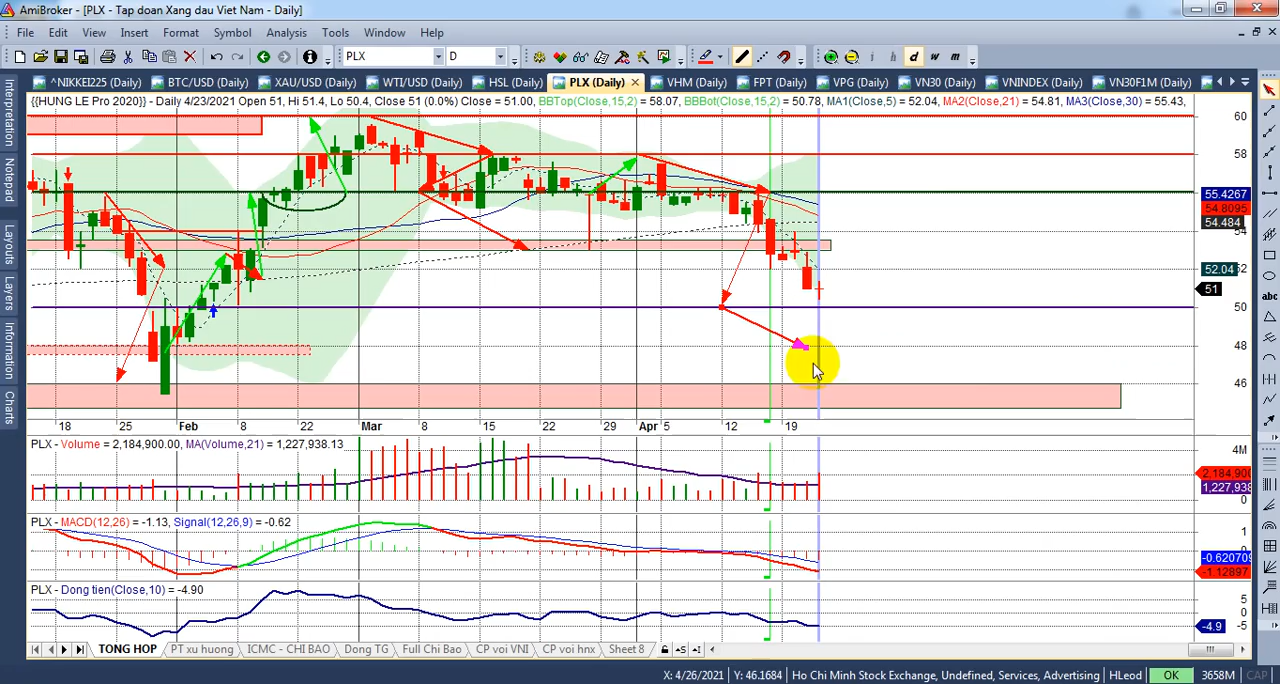 AmiBroker - [PLX - Tap doan Xang dau Viet Nam - Daily]
File Edit View Insert Format Symbol Analysis Tools Window Help
PLX D i h d w m
^NIKKEI225 (Daily) BTC/USD (Daily) XAU/USD (Daily) WTI/USD (Daily) HSL (Daily) PLX (Daily) VHM (Daily) FPT (Daily) VPG (Daily) VN30 (Daily) VNINDEX (Daily) VN30F1M (Daily)
{{HUNG LE Pro 2020}} - Daily 4/23/2021 Open 51, Hi 51.4, Lo 50.4, Close 51 (0.0%) Close = 51.00, BBTop(Close,15,2) = 58.07, BBBot(Close,15,2) = 50.78, MA1(Close,5) = 52.04, MA2(Close,21) = 54.81, MA3(Close,30) = 55.43,
Interpretation
Notepad
Layouts
Layers
Information
Charts
60
58
55.4267
54.8095
54.484
54
52.04
52
51
50
48
46
18 25 Feb 8 22 Mar 8 15 22 29 Apr 5 12 19
PLX - Volume = 2,184,900.00, MA(Volume,21) = 1,227,938.13
4M
2,184,900
1,227,938
0
PLX - MACD(12,26) = -1.13, Signal(12,26,9) = -0.62
1
0
-0.620709
-1.12897
PLX - Dong tien(Close,10) = -4.90
5
0
-5
-4.9
abc
TONG HOP PT xu huong ICMC - CHI BAO Dong TG Full Chi Bao CP voi VNI CP voi hnx Sheet 8
X: 4/26/2021 Y: 46.1684 Ho Chi Minh Stock Exchange, Undefined, Services, Advertising HLeod OK 3658M CAP